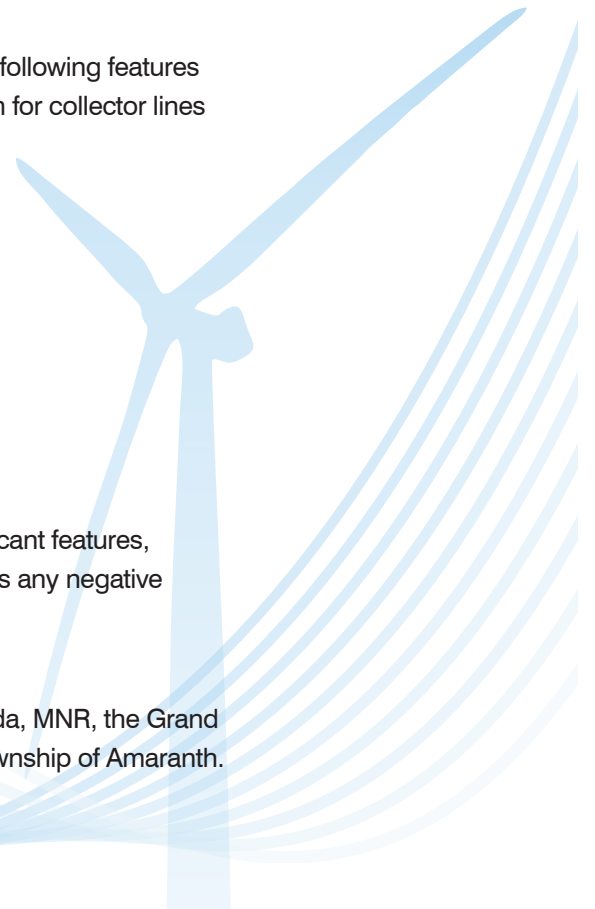 following features
n for collector lines
cant features,
s any negative
da, MNR, the Grand
wnship of Amaranth.